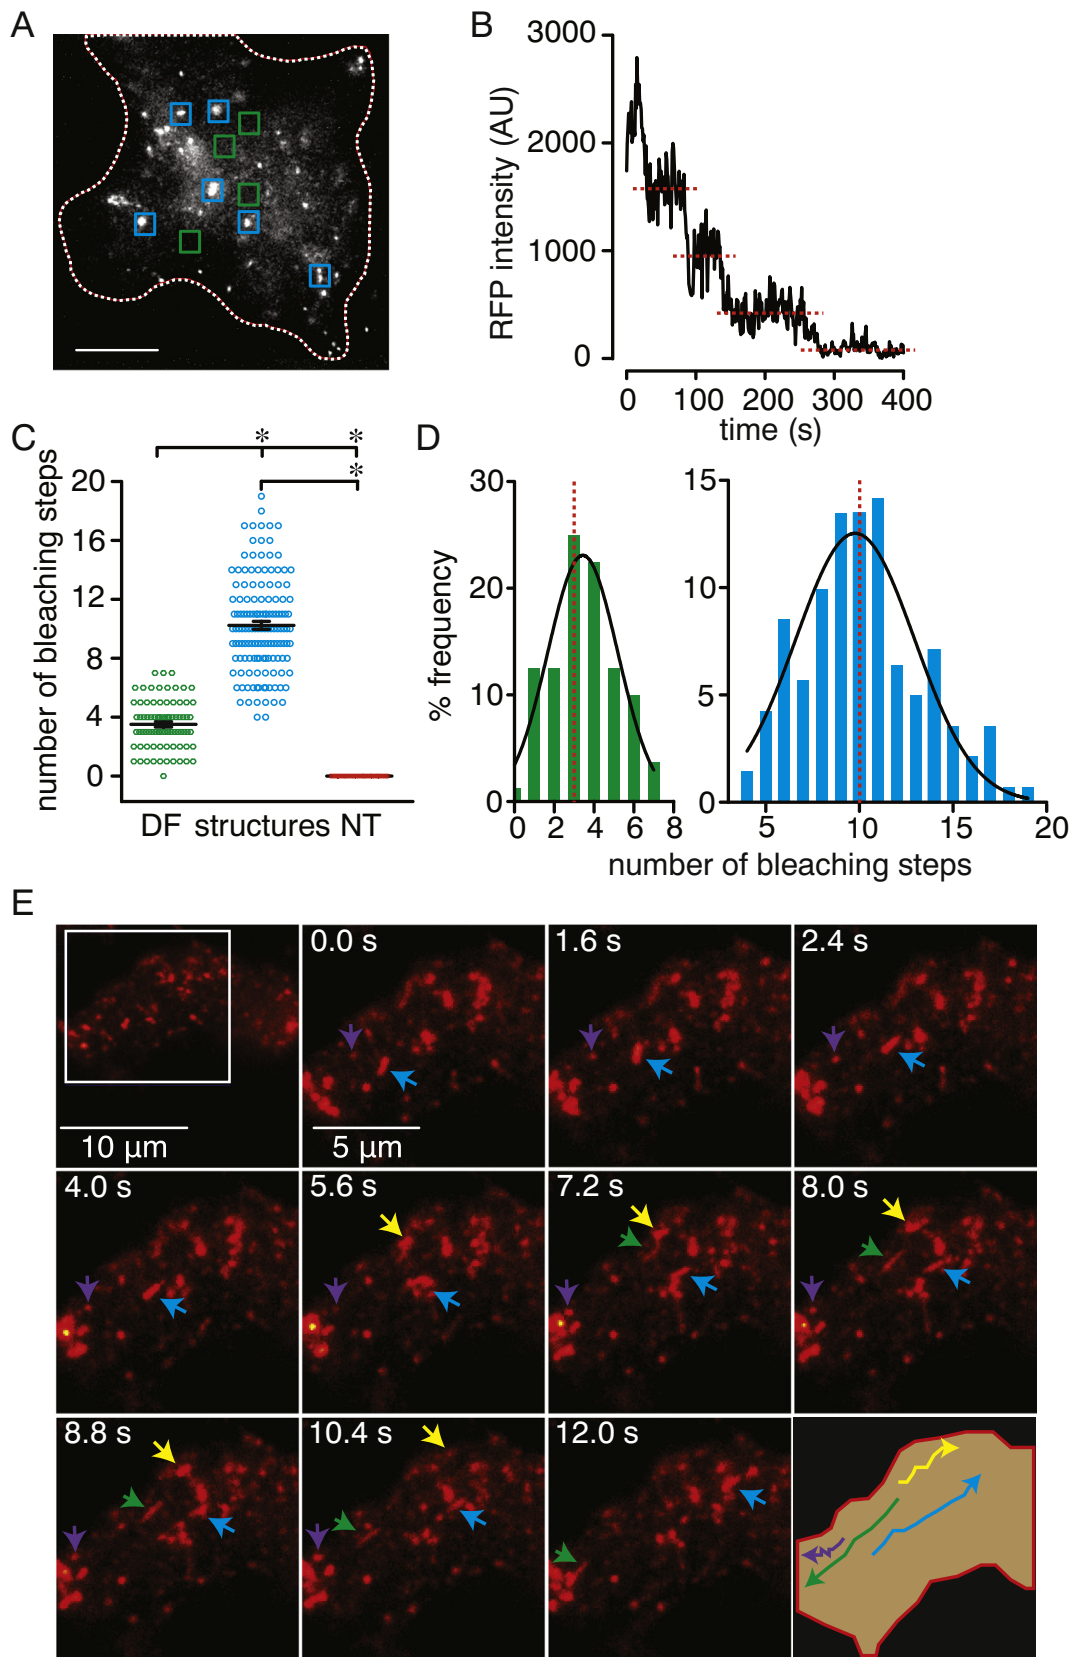 A
B
3000
2000
1000
0
RFP intensity (AU)
0 100 200 300 400
time (s)
C
* *
*
20
16
12
8
4
0
number of bleaching steps
DF structures NT
D
30
20
10
0
% frequency
0 2 4 6 8
15
10
5
0
5 10 15 20
number of bleaching steps
E
10 µm
0.0 s
5 µm
1.6 s
2.4 s
4.0 s
5.6 s
7.2 s
8.0 s
8.8 s
10.4 s
12.0 s